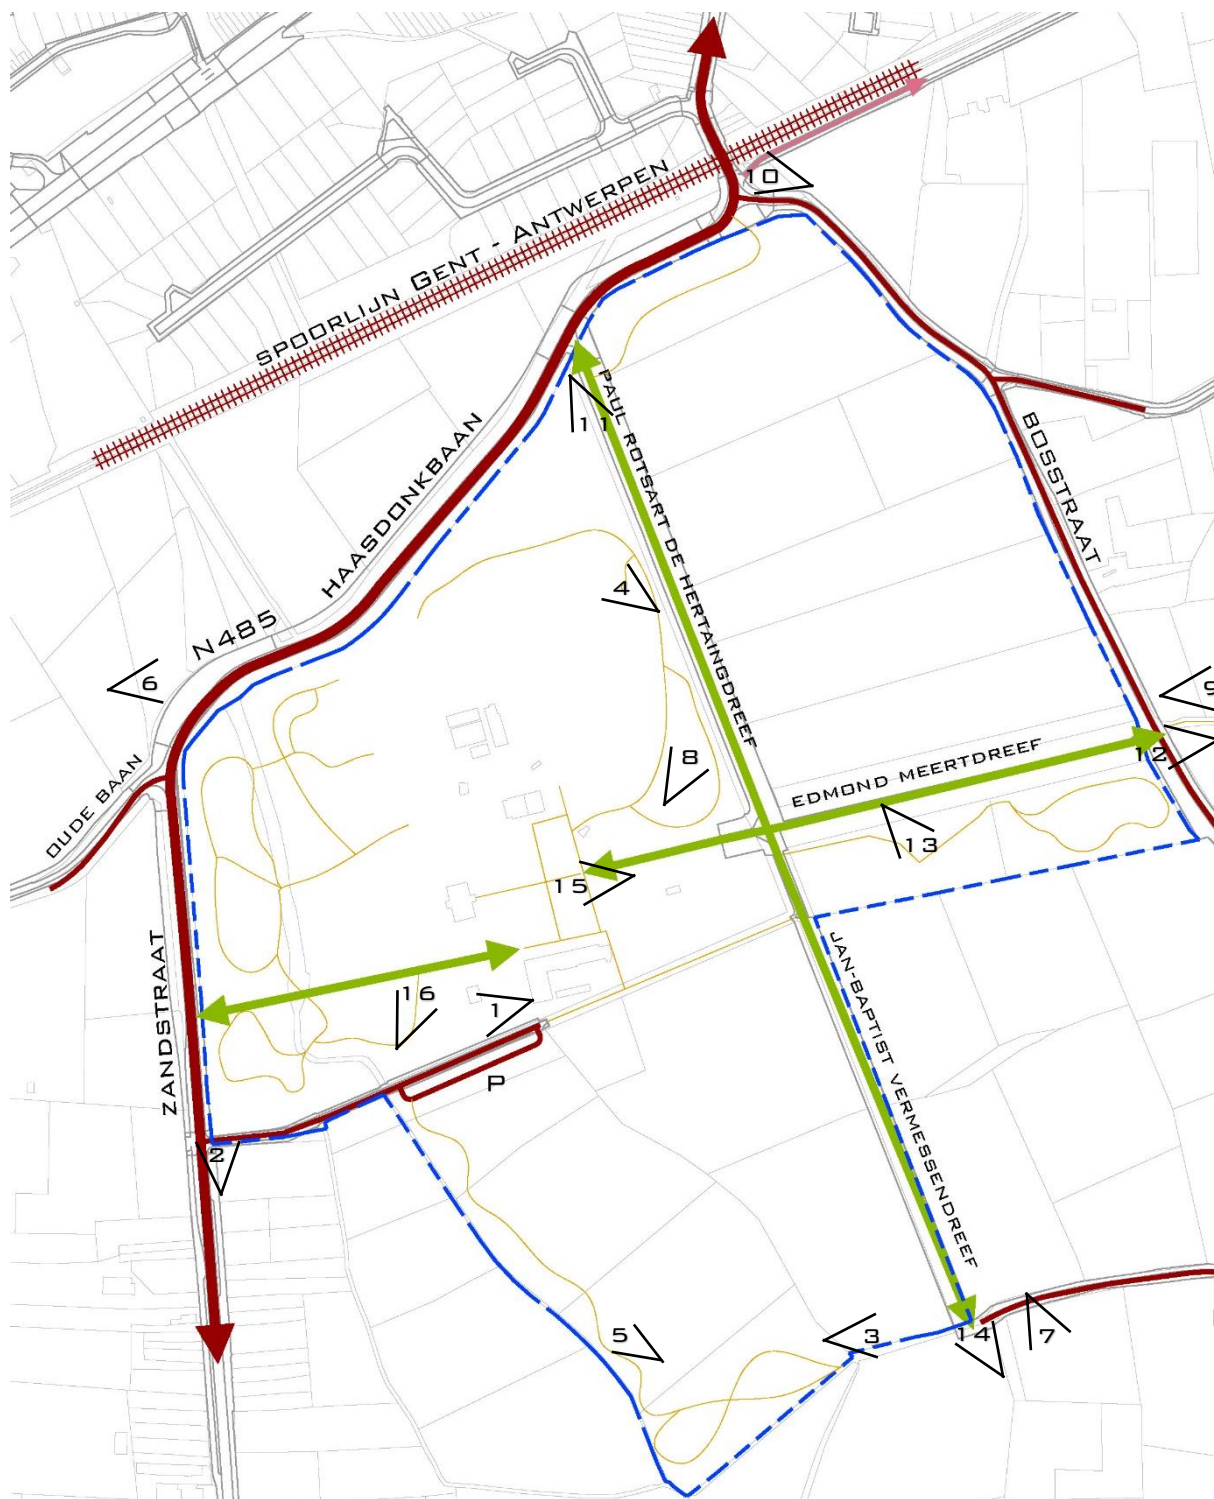 10
SPOORLIJN GENT - ANTWERPEN
11
PAUL ROTSART DE HERTAINGDREEF
HAASDONKBAAN
BOSSTRAAT
4
N485
6
9
12
8
EDMOND MEERTDREEF
OUDE BAAN
13
15
ZANDSTRAAT
16
1
JAN-BAPTIST VERMESSENDREEF
P
2
5
3
14
7